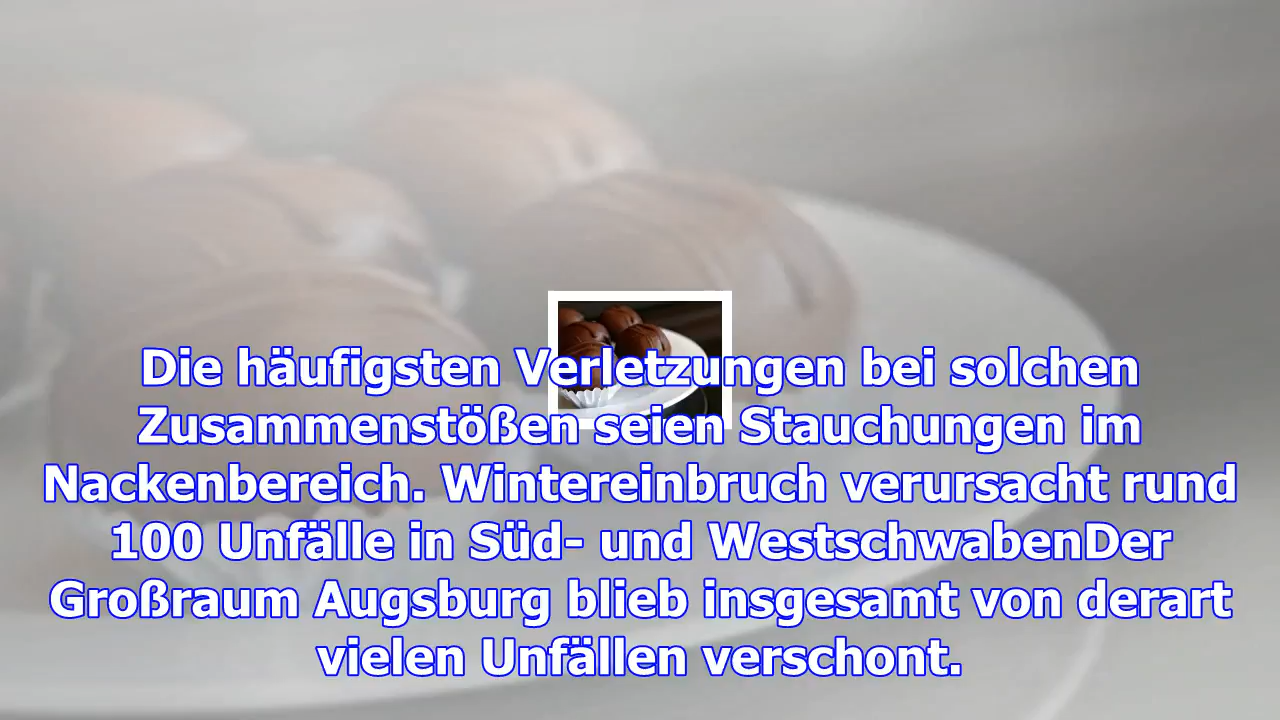 Die häufigsten Verletzungen bei solchen
Zusammenstößen seien Stauchungen im
Nackenbereich. Wintereinbruch verursacht rund
100 Unfälle in Süd- und WestschwabenDer
Großraum Augsburg blieb insgesamt von derart
vielen Unfällen verschont.